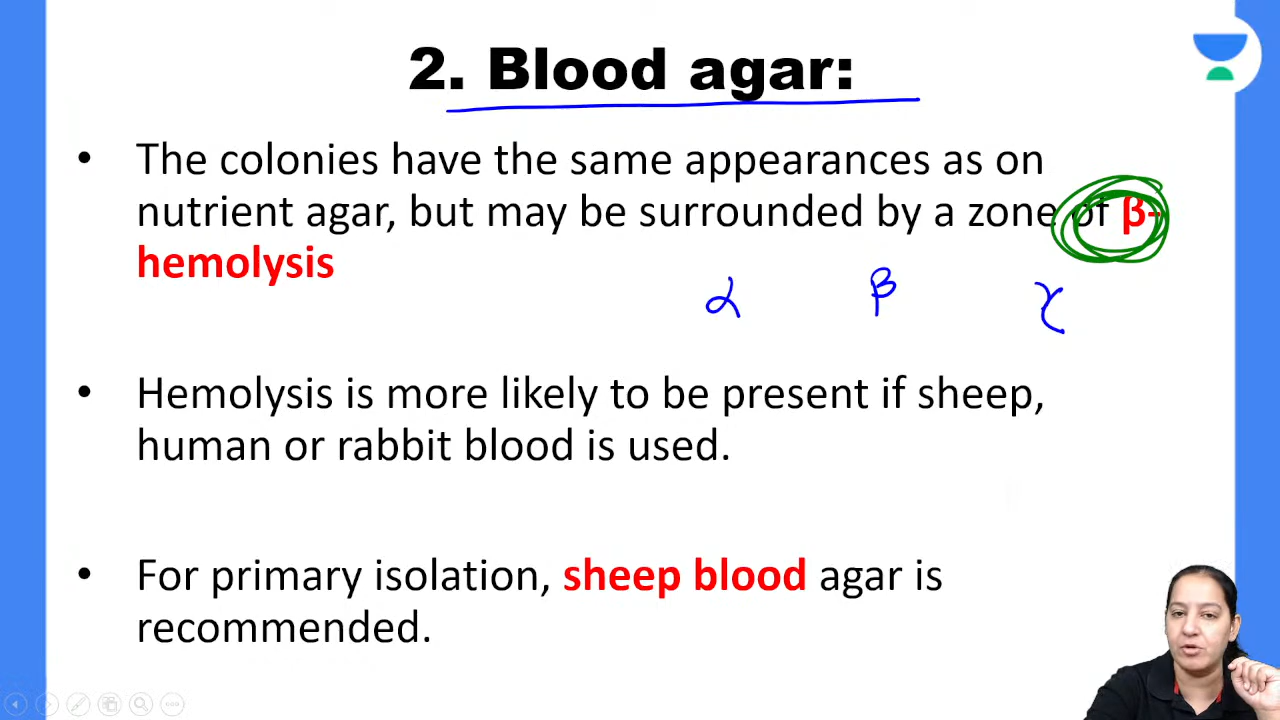 2. Blood agar:
• The colonies have the same appearances as on
nutrient agar, but may be surrounded by a zone of β-
hemolysis
α β γ
• Hemolysis is more likely to be present if sheep,
human or rabbit blood is used.
• For primary isolation, sheep blood agar is
recommended.